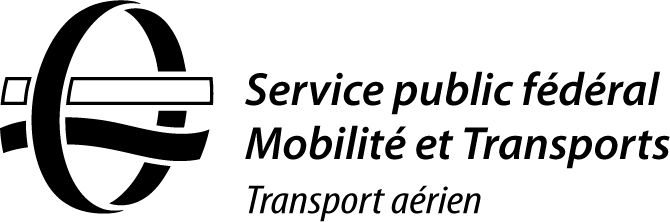 Service public fédéral
Mobilité et Transports
Transport aérien